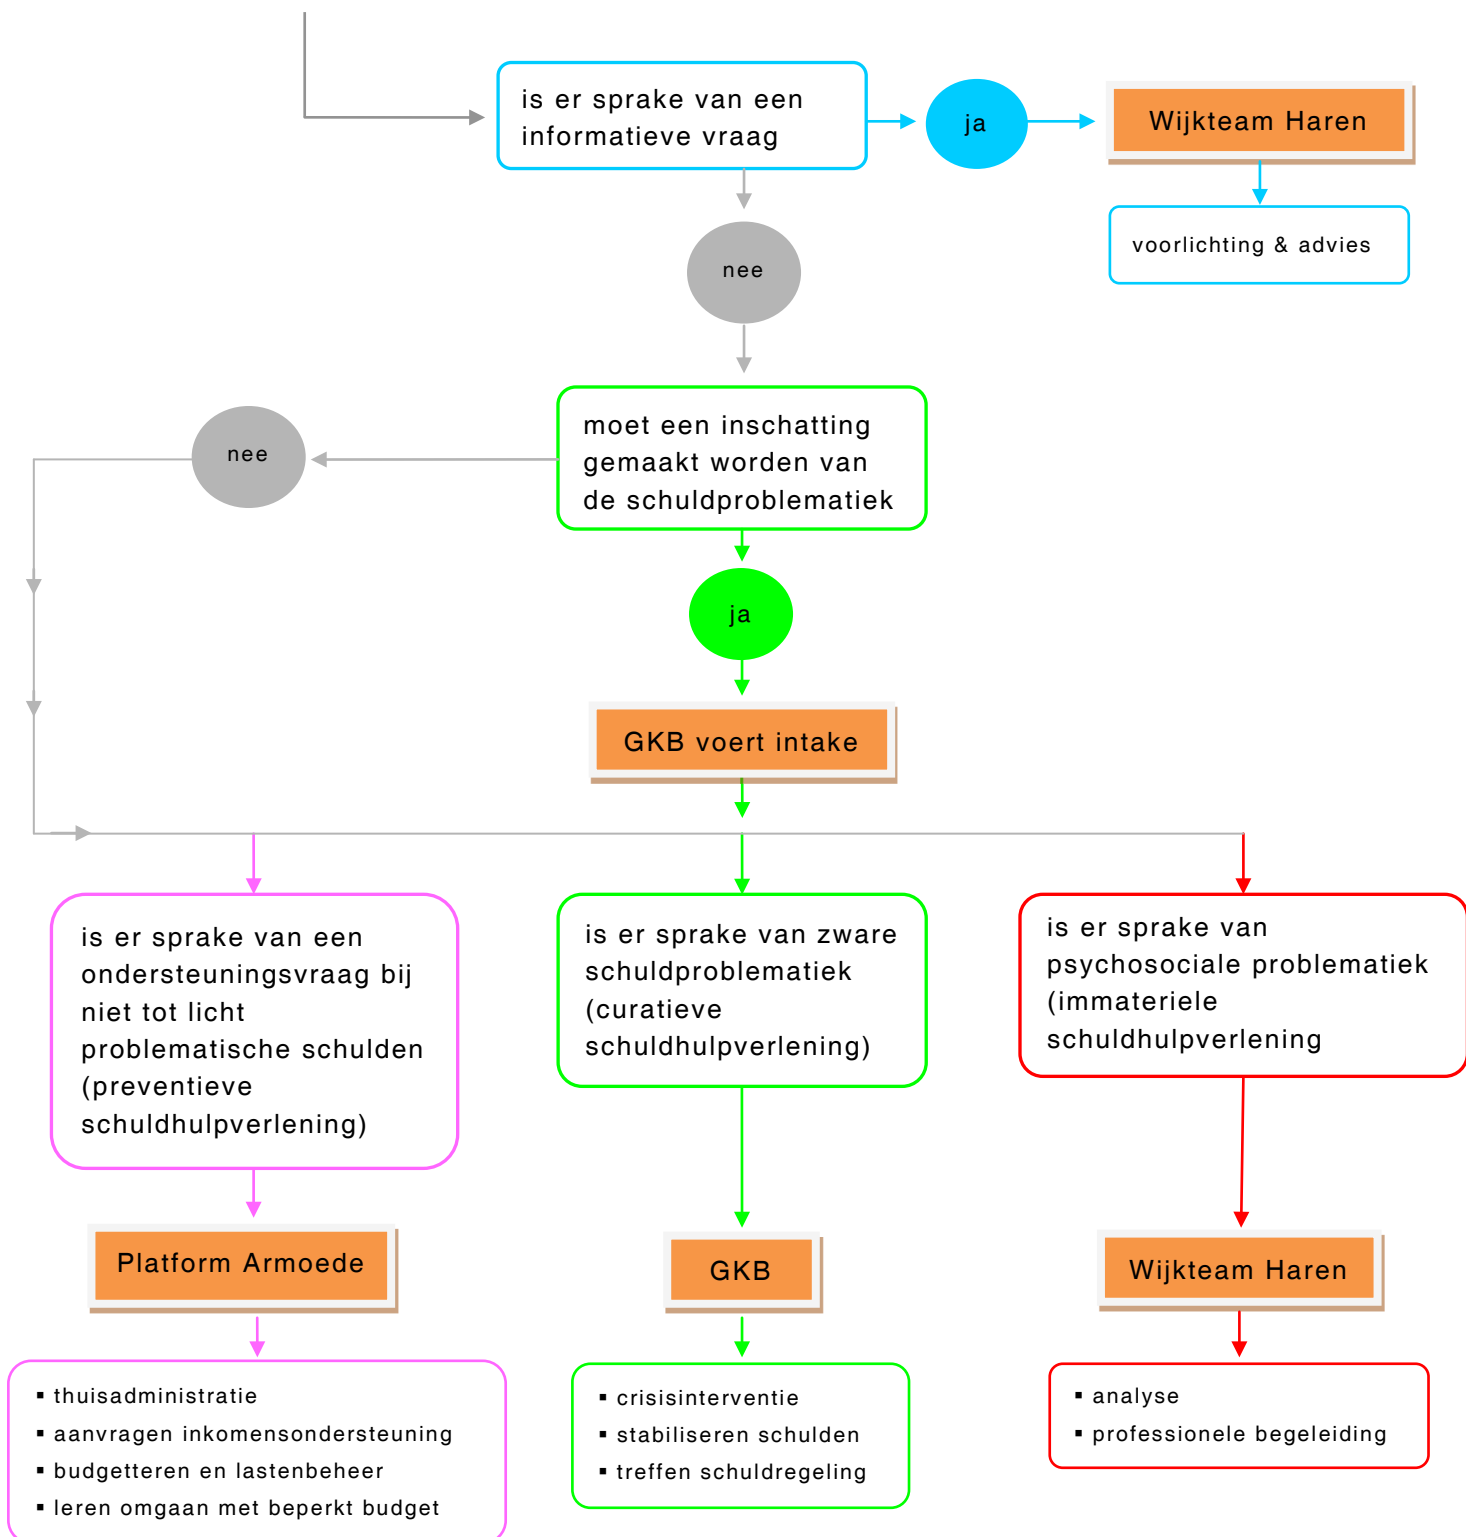 is er sprake van een
informatieve vraag
ja
Wijkteam Haren
voorlichting & advies
nee
moet een inschatting
gemaakt worden van
de schuldproblematiek
nee
ja
GKB voert intake
is er sprake van een
ondersteuningsvraag bij
niet tot licht
problematische schulden
(preventieve
schuldhulpverlening)
is er sprake van zware
schuldproblematiek
(curatieve
schuldhulpverlening)
is er sprake van
psychosociale problematiek
(immateriele
schuldhulpverlening
Platform Armoede
GKB
Wijkteam Haren
▪ thuisadministratie
▪ aanvragen inkomensondersteuning
▪ budgetteren en lastenbeheer
▪ leren omgaan met beperkt budget
▪ crisisinterventie
▪ stabiliseren schulden
▪ treffen schuldregeling
▪ analyse
▪ professionele begeleiding